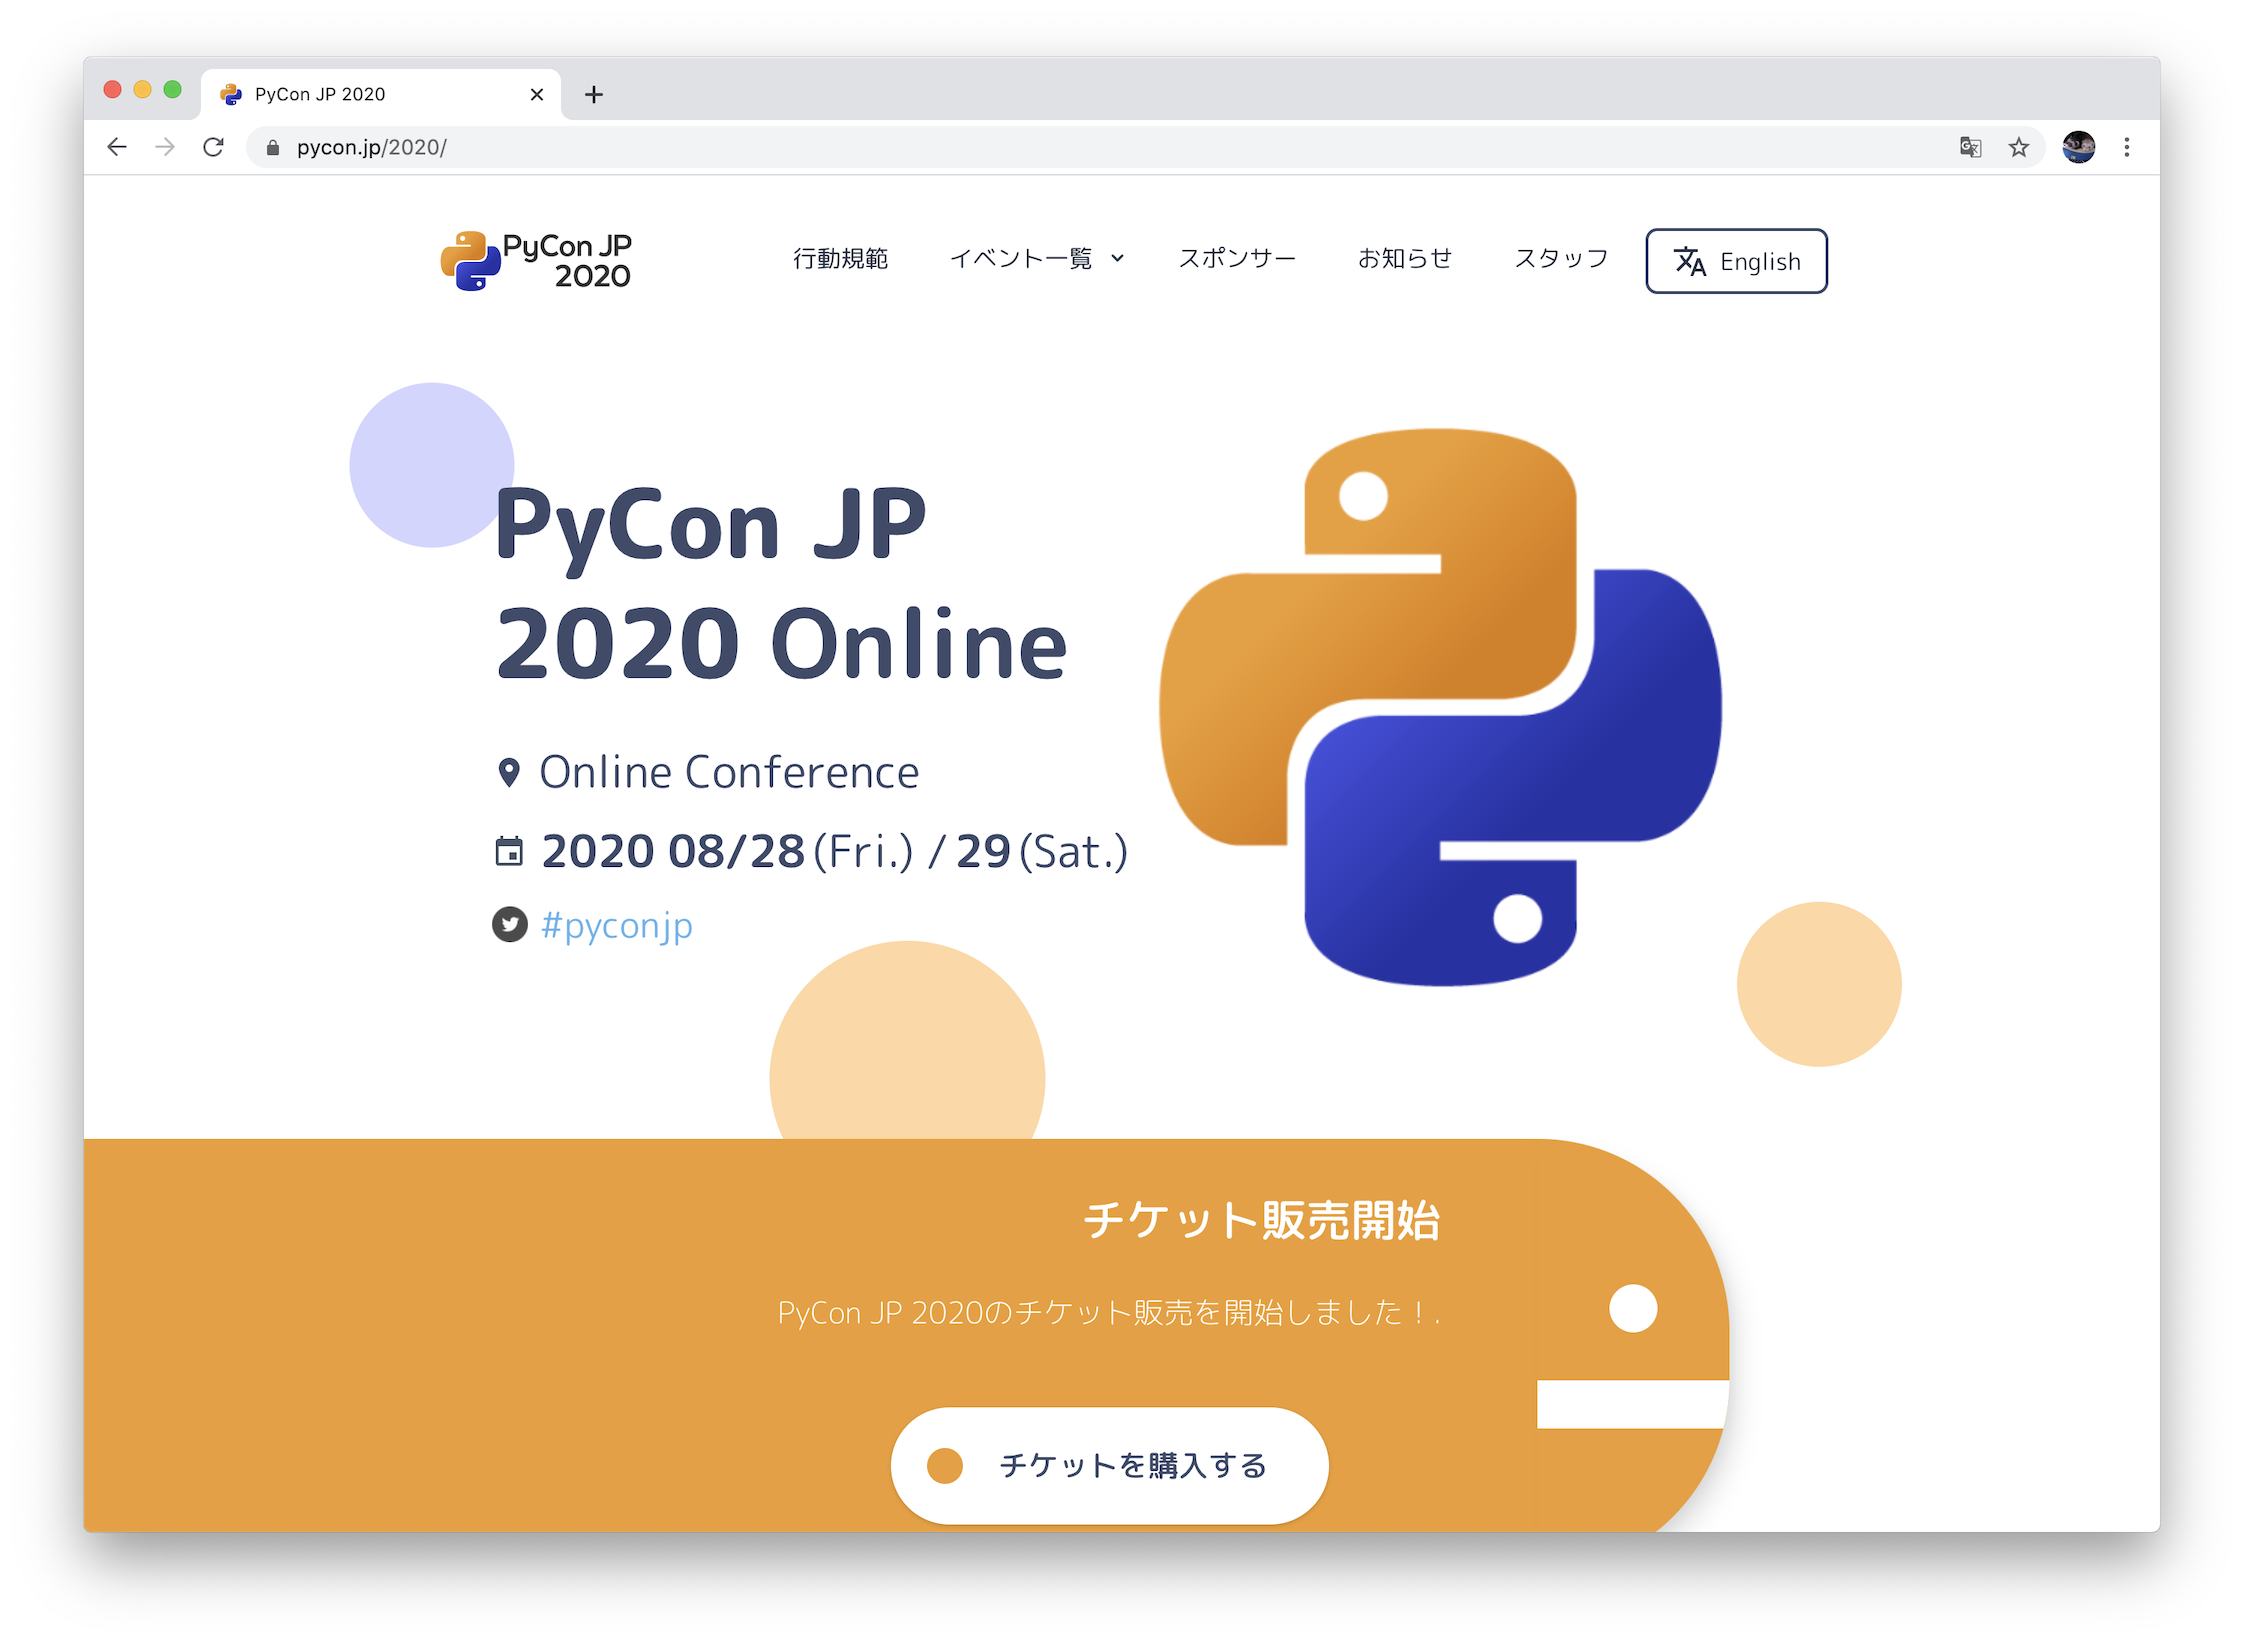 PyCon JP 2020
pycon.jp/2020/
PyCon JP
2020
行動規範 イベント一覧 スポンサー お知らせ スタッフ 文A English
PyCon JP
2020 Online
Online Conference
2020 08/28(Fri.) / 29(Sat.)
#pyconjp
チケット販売開始
PyCon JP 2020のチケット販売を開始しました！.
チケットを購入する